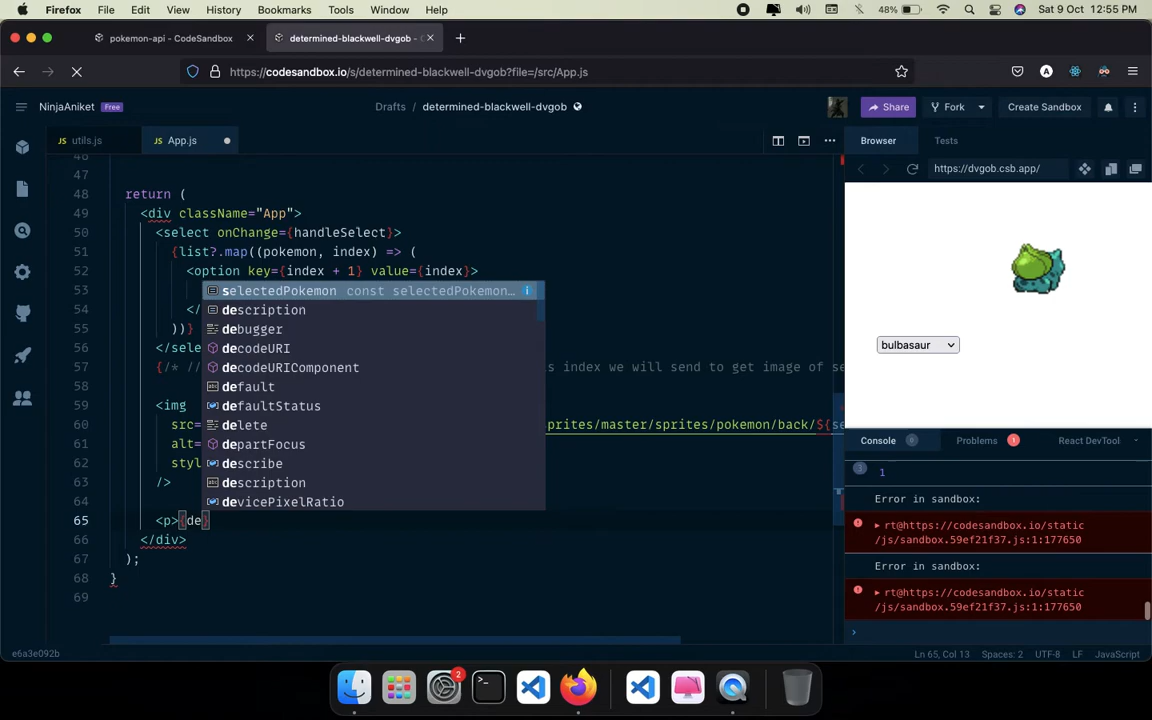 Firefox File Edit View History Bookmarks Tools Window Help 48% Sat 9 Oct 12:55 PM
pokemon-api - CodeSandbox determined-blackwell-dvgob - C
https://codesandbox.io/s/determined-blackwell-dvgob?file=/src/App.js
NinjaAniket Free Drafts determined-blackwell-dvgob Share Fork Create Sandbox
JS utils.js JS App.js Browser Tests
https://dvgob.csb.app/
46
47
48 return (
49 <div className="App">
50 <select onChange={handleSelect}>
51 {list?.map((pokemon, index) => (
52 <option key={index + 1} value={index}>
53
54 </
55 ))}
56 </sele
57 {/* // s index we will send to get image of se
58
59 <img
60 src= prites/master/sprites/pokemon/back/${se
61 alt=
62 styl
63 />
64
65 <p>{de}
66 </div>
67 );
68 }
69
selectedPokemon const selectedPokemon…
description
debugger
decodeURI
decodeURIComponent
default
defaultStatus
delete
departFocus
describe
description
devicePixelRatio
bulbasaur
Console 0 Problems 1 React DevTool
3 1
Error in sandbox:
rt@https://codesandbox.io/static
/js/sandbox.59ef21f37.js:1:177650
Error in sandbox:
rt@https://codesandbox.io/static
/js/sandbox.59ef21f37.js:1:177650
e6a3e092b Ln 65, Col 13 Spaces: 2 UTF-8 LF JavaScript
2